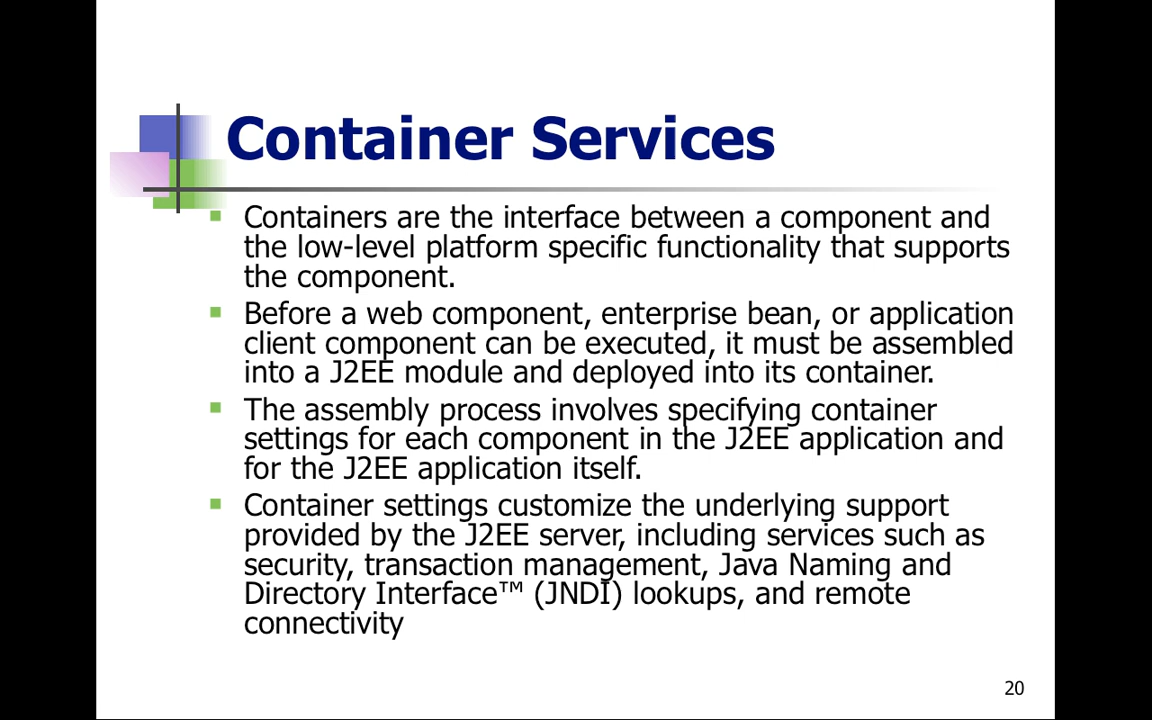 Container Services
Containers are the interface between a component and
the low-level platform specific functionality that supports
the component.
Before a web component, enterprise bean, or application
client component can be executed, it must be assembled
into a J2EE module and deployed into its container.
The assembly process involves specifying container
settings for each component in the J2EE application and
for the J2EE application itself.
Container settings customize the underlying support
provided by the J2EE server, including services such as
security, transaction management, Java Naming and
Directory Interface™ (JNDI) lookups, and remote
connectivity
20